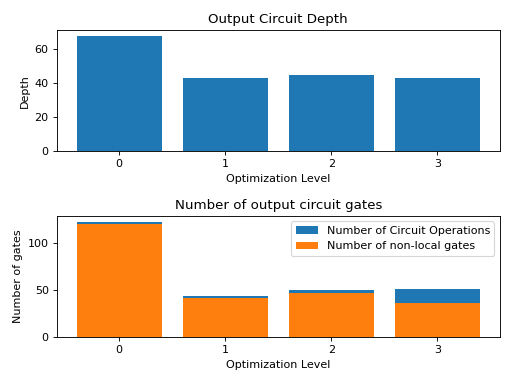 Output Circuit Depth
60
40
20
0
Depth
0 1 2 3
Optimization Level
Number of output circuit gates
Number of Circuit Operations
Number of non-local gates
100
50
0
Number of gates
0 1 2 3
Optimization Level